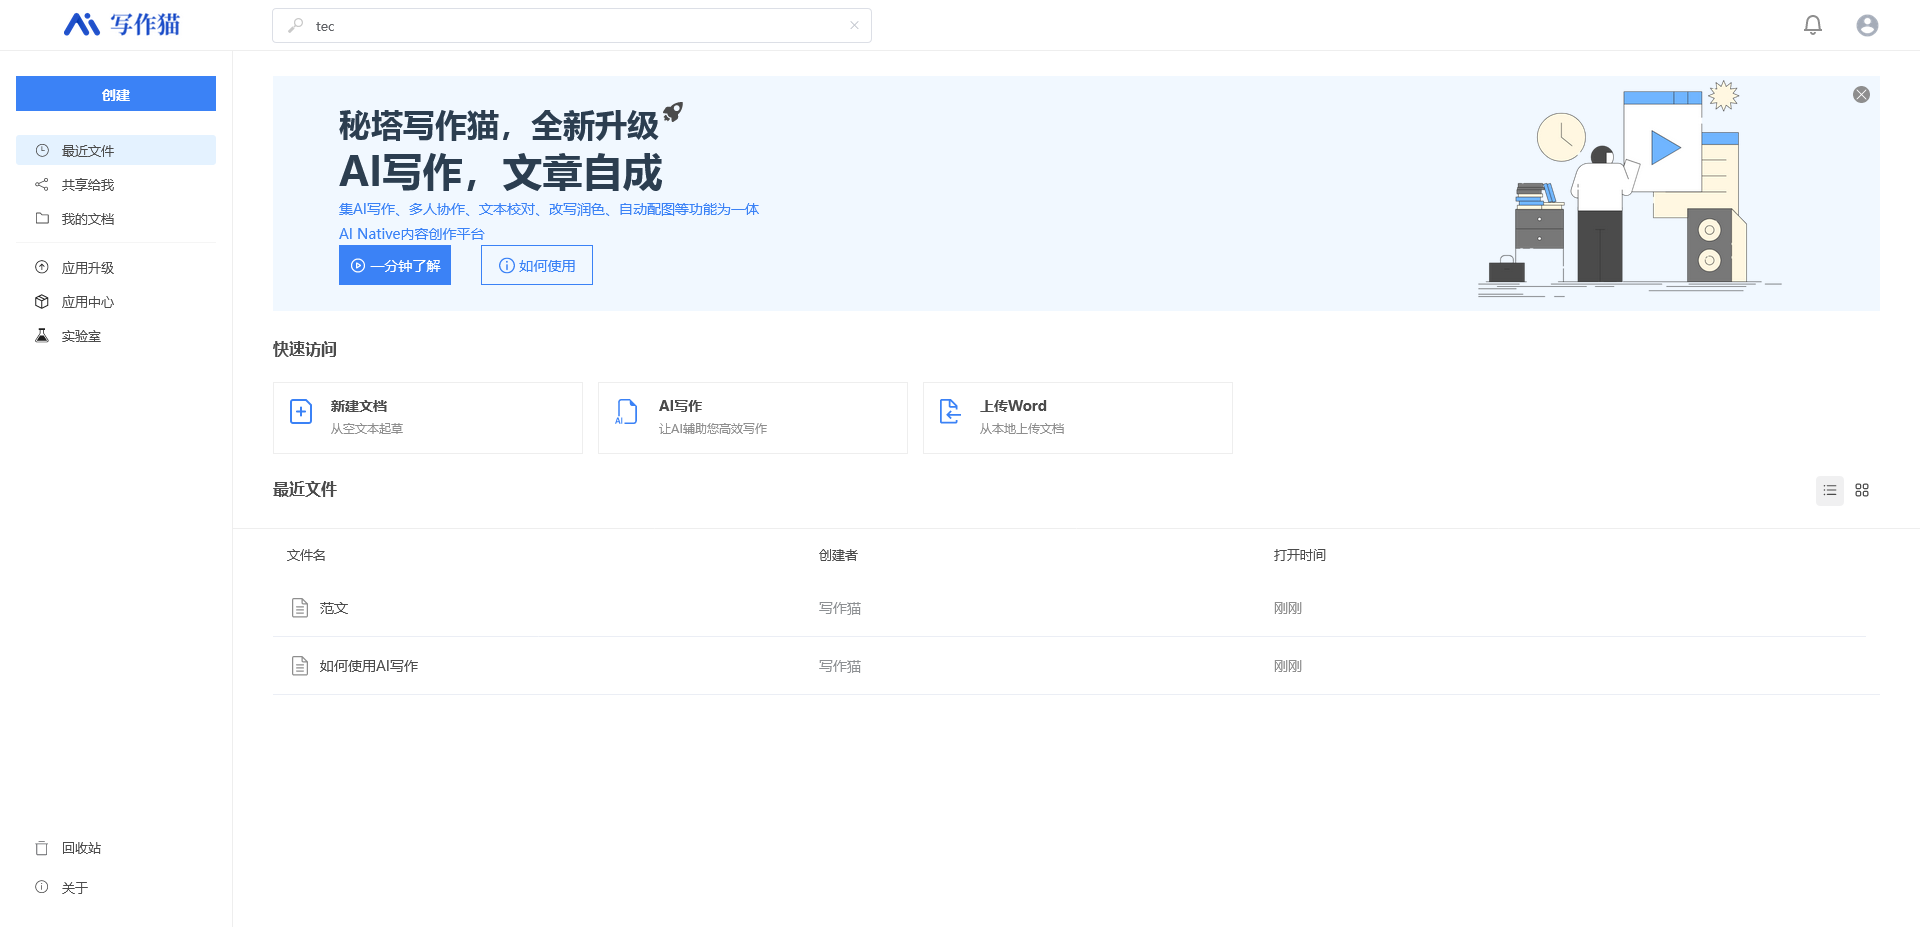 写作猫
tec
创建
最近文件
共享给我
我的文档
应用升级
应用中心
实验室
回收站
关于
秘塔写作猫，全新升级
AI写作，文章自成
集AI写作、多人协作、文本校对、改写润色、自动配图等功能为一体
AI Native内容创作平台
一分钟了解
如何使用
快速访问
新建文档
从空文本起草
AI写作
让AI辅助您高效写作
上传Word
从本地上传文档
最近文件
文件名 创建者 打开时间
范文 写作猫 刚刚
如何使用AI写作 写作猫 刚刚